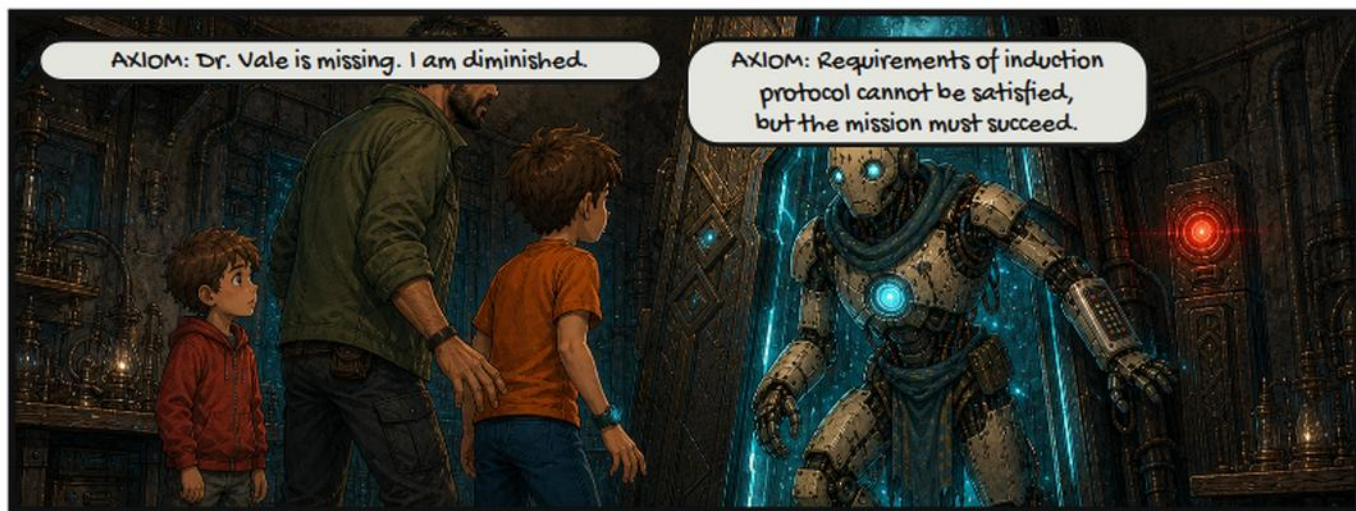 AXIOM: Dr. Vale is missing. I am diminished.
AXIOM: Requirements of induction
protocol cannot be satisfied,
but the mission must succeed.